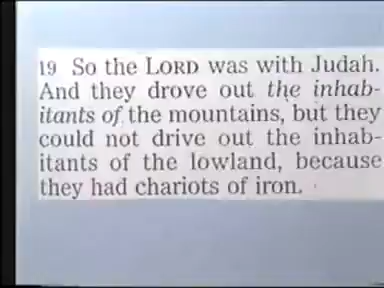 19 So the LORD was with Judah.
And they drove out the inhab-
itants of the mountains, but they
could not drive out the inhab-
itants of the lowland, because
they had chariots of iron.